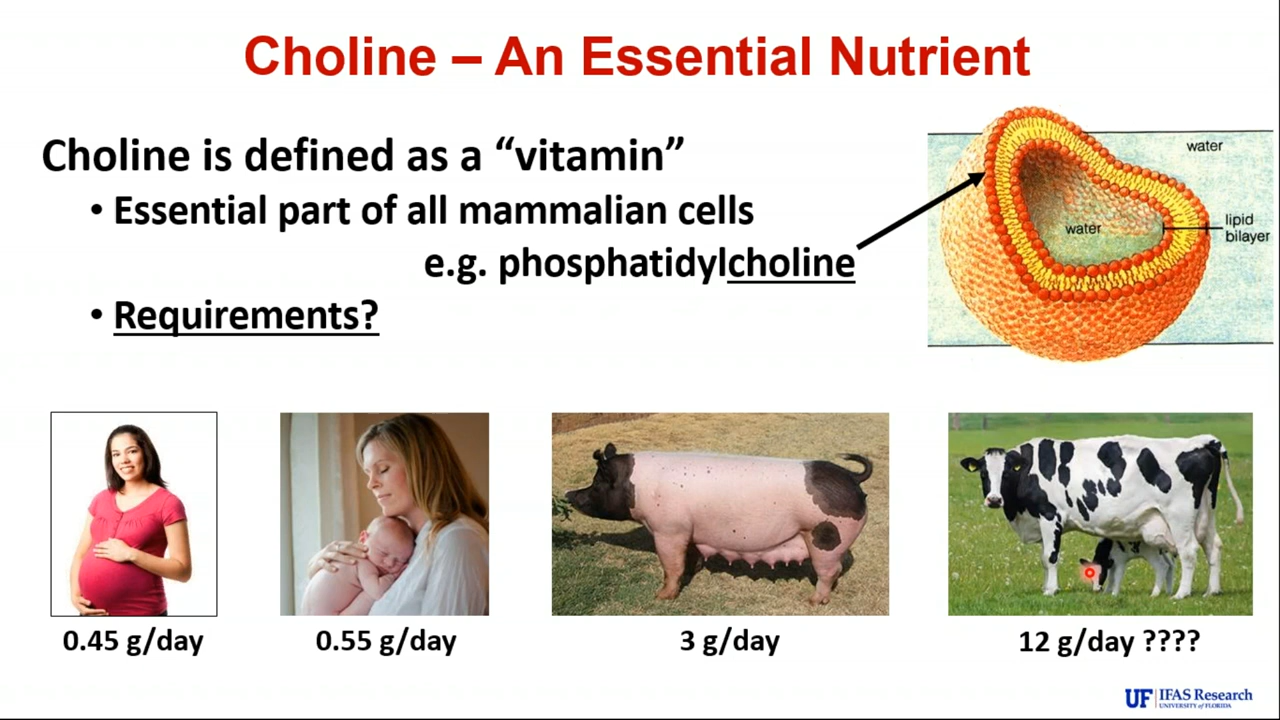 Choline – An Essential Nutrient
Choline is defined as a “vitamin”
• Essential part of all mammalian cells
e.g. phosphatidylcholine
• Requirements?
water
water
lipid
bilayer
0.45 g/day
0.55 g/day
3 g/day
12 g/day ????
UF IFAS Research
UNIVERSITY of FLORIDA